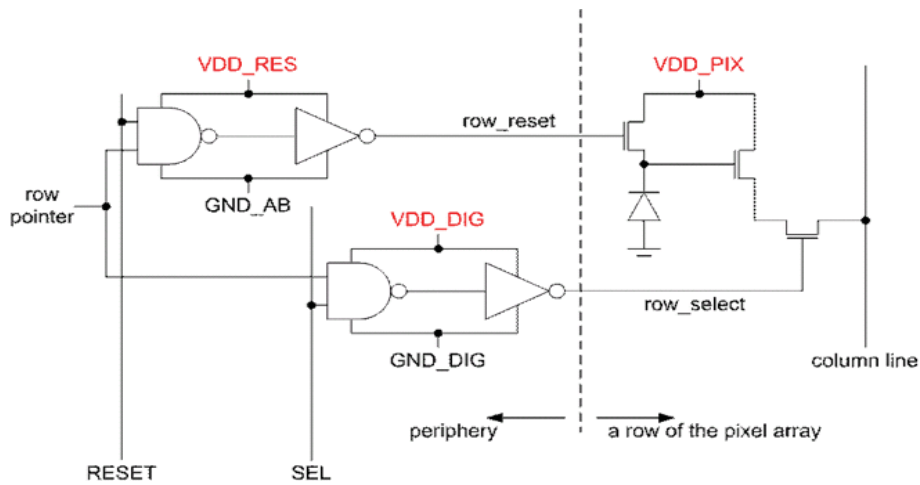 VDD_RES
VDD_PIX
row_reset
row
pointer
GND_AB
VDD_DIG
row_select
GND_DIG
column line
periphery
a row of the pixel array
RESET
SEL